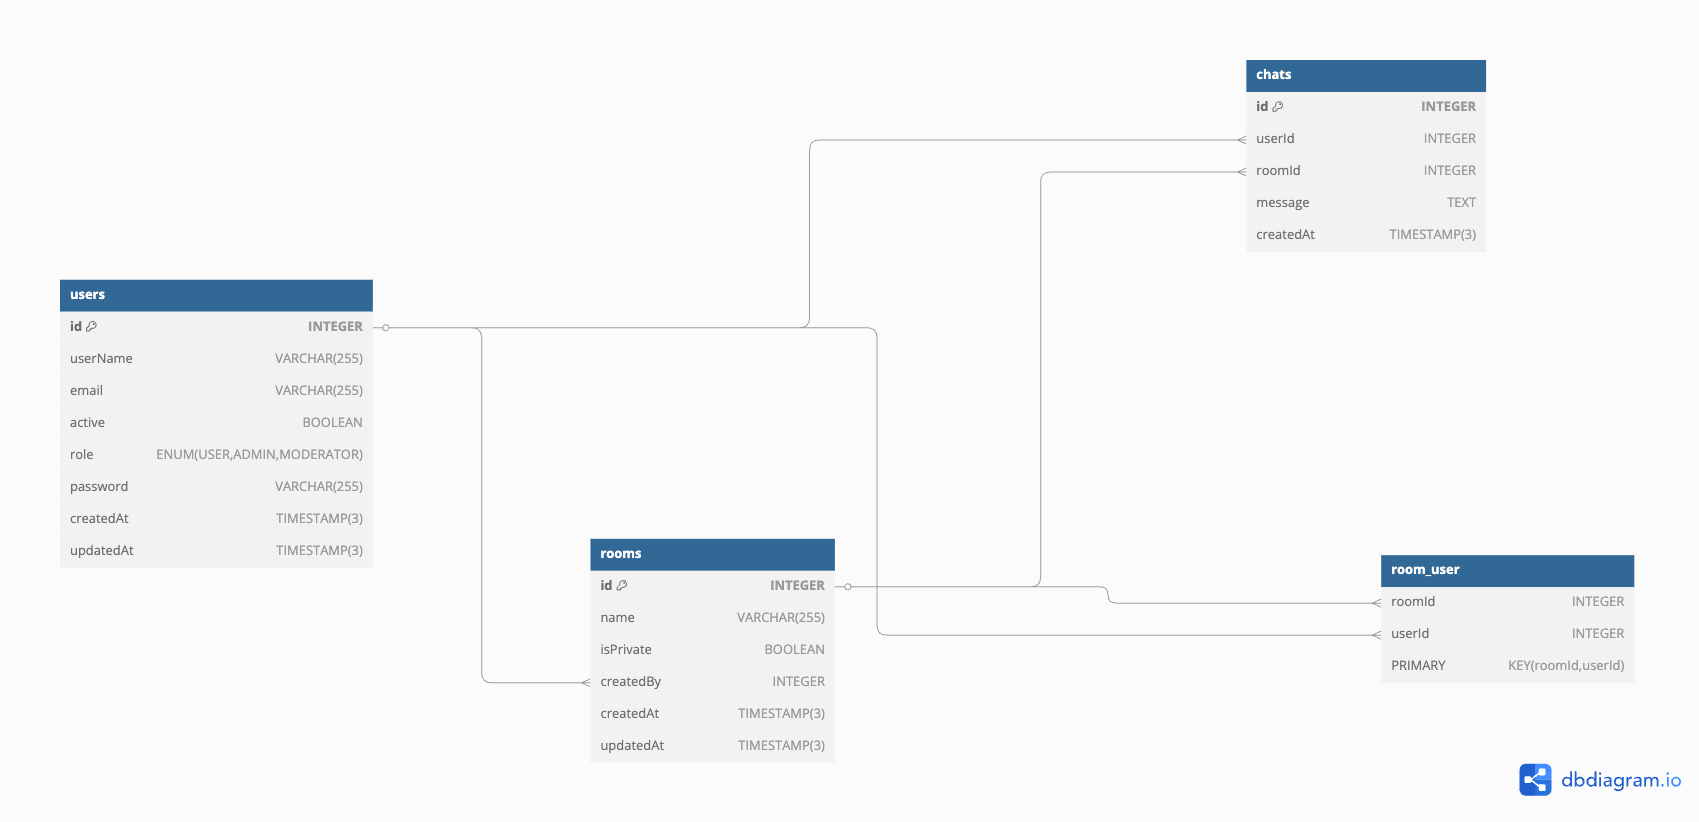 chats
id INTEGER
userId INTEGER
roomId INTEGER
message TEXT
createdAt TIMESTAMP(3)
users
id INTEGER
userName VARCHAR(255)
email VARCHAR(255)
active BOOLEAN
role ENUM(USER,ADMIN,MODERATOR)
password VARCHAR(255)
createdAt TIMESTAMP(3)
updatedAt TIMESTAMP(3)
rooms
id INTEGER
name VARCHAR(255)
isPrivate BOOLEAN
createdBy INTEGER
createdAt TIMESTAMP(3)
updatedAt TIMESTAMP(3)
room_user
roomId INTEGER
userId INTEGER
PRIMARY KEY(roomId,userId)
dbdiagram.io